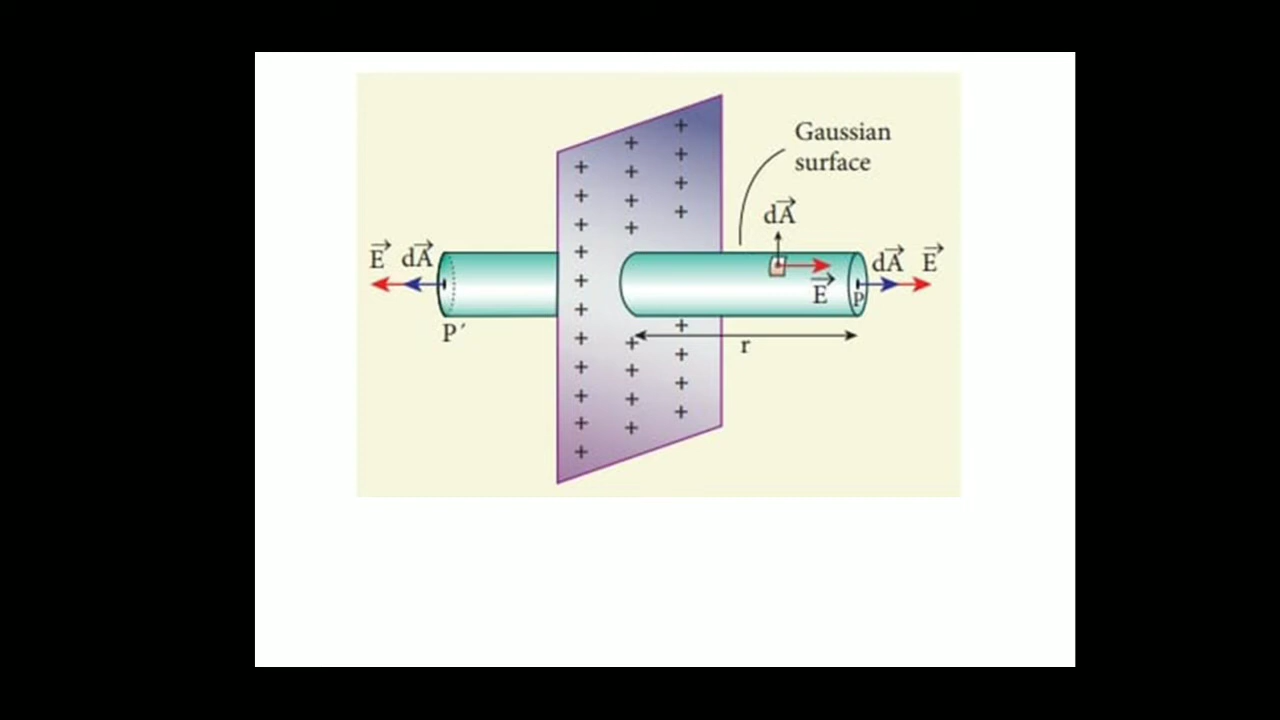 Gaussian
surface
dA⃗
E⃗ dA⃗
dA⃗ E⃗
E⃗
P
P′
r
+ + + + + + + + + + +
+ + + + + + + +
+ + + + + + + +